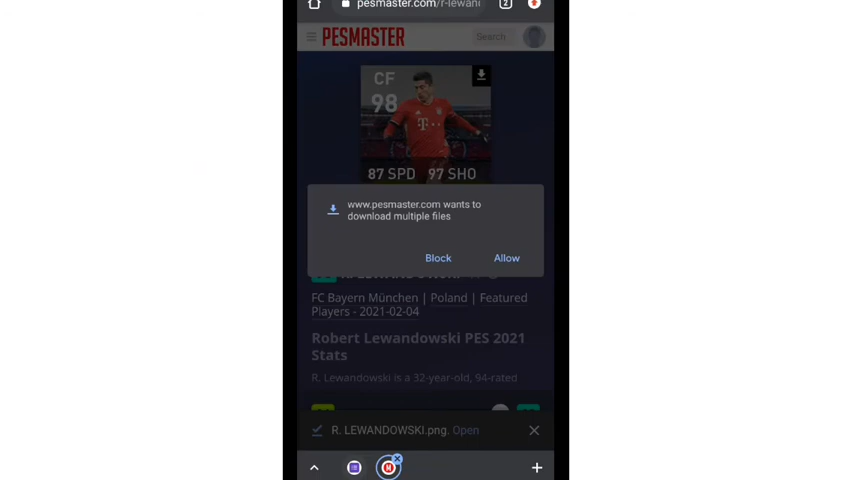 pesmaster.com/r-lewand
2
PESMASTER
Search
CF
98
87 SPD 97 SHO
www.pesmaster.com wants to
download multiple files
Block Allow
FC Bayern München | Poland | Featured
Players - 2021-02-04
Robert Lewandowski PES 2021
Stats
R. Lewandowski is a 32-year-old, 94-rated
R. LEWANDOWSKI.png. Open